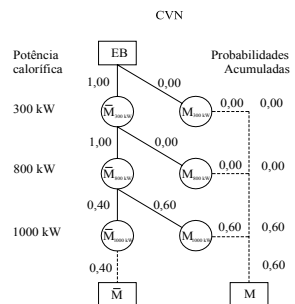 CVN
Potência calorífica
EB
Probabilidades Acumuladas
1,00 0,00
300 kW M̅300 kW M300 kW 0,00 0,00
1,00 0,00
800 kW M̅800 kW M800 kW 0,00 0,00
0,40 0,60
1000 kW M̅1000 kW M1000 kW 0,60 0,60
0,40 0,60
M̅ M